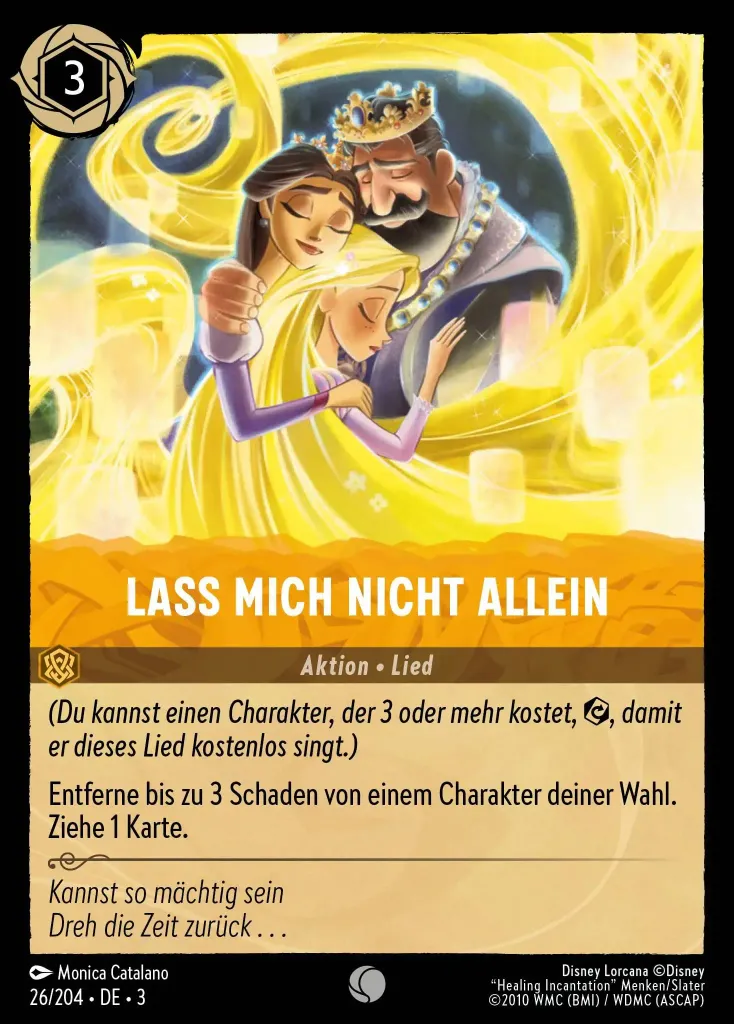 3
LASS MICH NICHT ALLEIN
Aktion • Lied
(Du kannst einen Charakter, der 3 oder mehr kostet, , damit
er dieses Lied kostenlos singt.)
Entferne bis zu 3 Schaden von einem Charakter deiner Wahl.
Ziehe 1 Karte.
Kannst so mächtig sein
Dreh die Zeit zurück . . .
Monica Catalano
26/204 • DE • 3
Disney Lorcana ©Disney
“Healing Incantation” Menken/Slater
©2010 WMC (BMI) / WDMC (ASCAP)